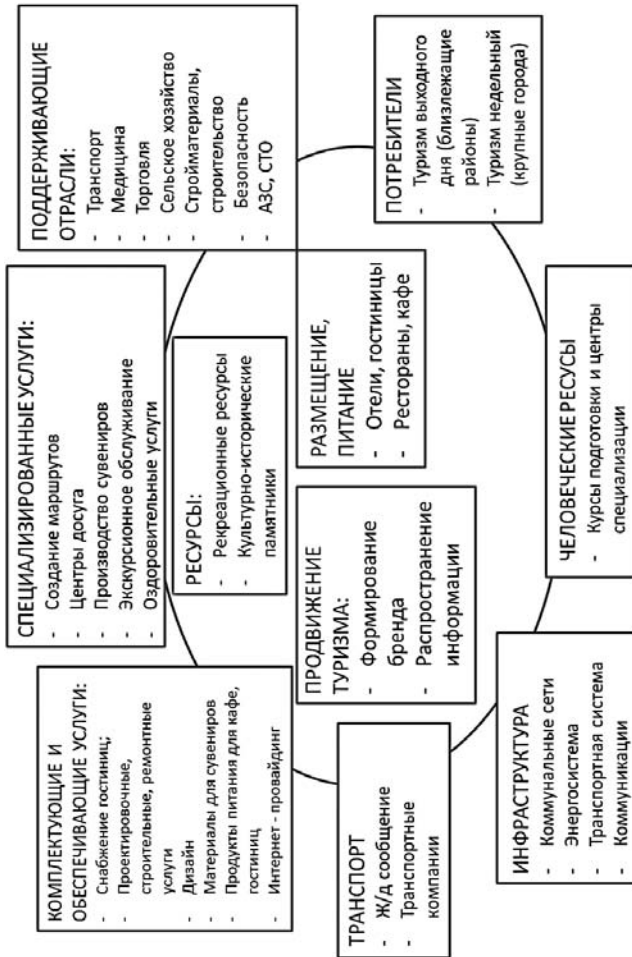 КОМПЛЕКТУЮЩИЕ И
ОБЕСПЕЧИВАЮЩИЕ УСЛУГИ:
- Снабжение гостиниц;
- Проектировочные,
строительные, ремонтные
услуги
- Дизайн
- Материалы для сувениров
- Продукты питания для кафе,
гостиниц
- Интернет - провайдинг
СПЕЦИАЛИЗИРОВАННЫЕ УСЛУГИ:
- Создание маршрутов
- Центры досуга
- Производство сувениров
- Экскурсионное обслуживание
- Оздоровительные услуги
ПОДДЕРЖИВАЮЩИЕ
ОТРАСЛИ:
- Транспорт
- Медицина
- Торговля
- Сельское хозяйство
- Стройматериалы,
строительство
- Безопасность
- АЗС, СТО
РЕСУРСЫ:
- Рекреационные ресурсы
- Культурно-исторические
памятники
ТРАНСПОРТ
- Ж/д сообщение
- Транспортные
компании
ПРОДВИЖЕНИЕ
ТУРИЗМА:
- Формирование
бренда
- Распространение
информации
РАЗМЕЩЕНИЕ,
ПИТАНИЕ
- Отели, гостиницы
- Рестораны, кафе
ПОТРЕБИТЕЛИ
- Туризм выходного
дня (близлежащие
районы)
- Туризм недельный
(крупные города)
ИНФРАСТРУКТУРА
- Коммунальные сети
- Энергосистема
- Транспортная система
- Коммуникации
ЧЕЛОВЕЧЕСКИЕ РЕСУСЫ
- Курсы подготовки и центры
специализации